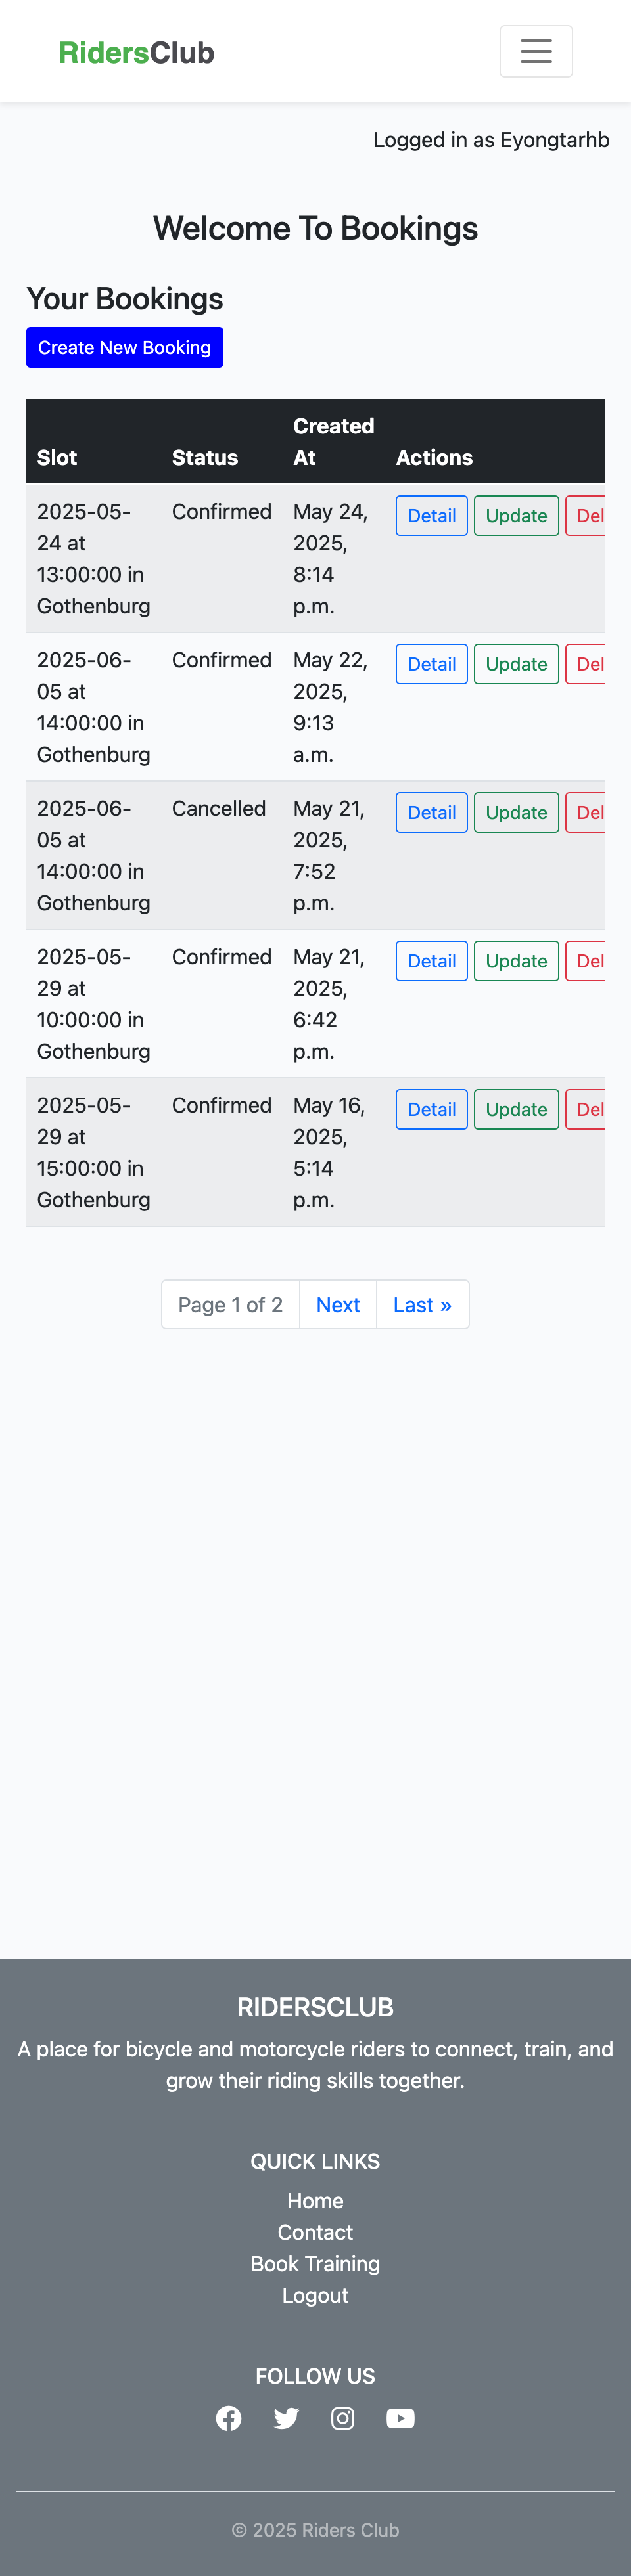 RidersClub
Logged in as Eyongtarhb
Welcome To Bookings
Your Bookings
Create New Booking
Slot Status Created At Actions
2025-05-24 at 13:00:00 in Gothenburg Confirmed May 24, 2025, 8:14 p.m. Detail Update Del
2025-06-05 at 14:00:00 in Gothenburg Confirmed May 22, 2025, 9:13 a.m. Detail Update Del
2025-06-05 at 14:00:00 in Gothenburg Cancelled May 21, 2025, 7:52 p.m. Detail Update Del
2025-05-29 at 10:00:00 in Gothenburg Confirmed May 21, 2025, 6:42 p.m. Detail Update Del
2025-05-29 at 15:00:00 in Gothenburg Confirmed May 16, 2025, 5:14 p.m. Detail Update Del
Page 1 of 2 Next Last »
RIDERSCLUB
A place for bicycle and motorcycle riders to connect, train, and
grow their riding skills together.
QUICK LINKS
Home
Contact
Book Training
Logout
FOLLOW US
© 2025 Riders Club